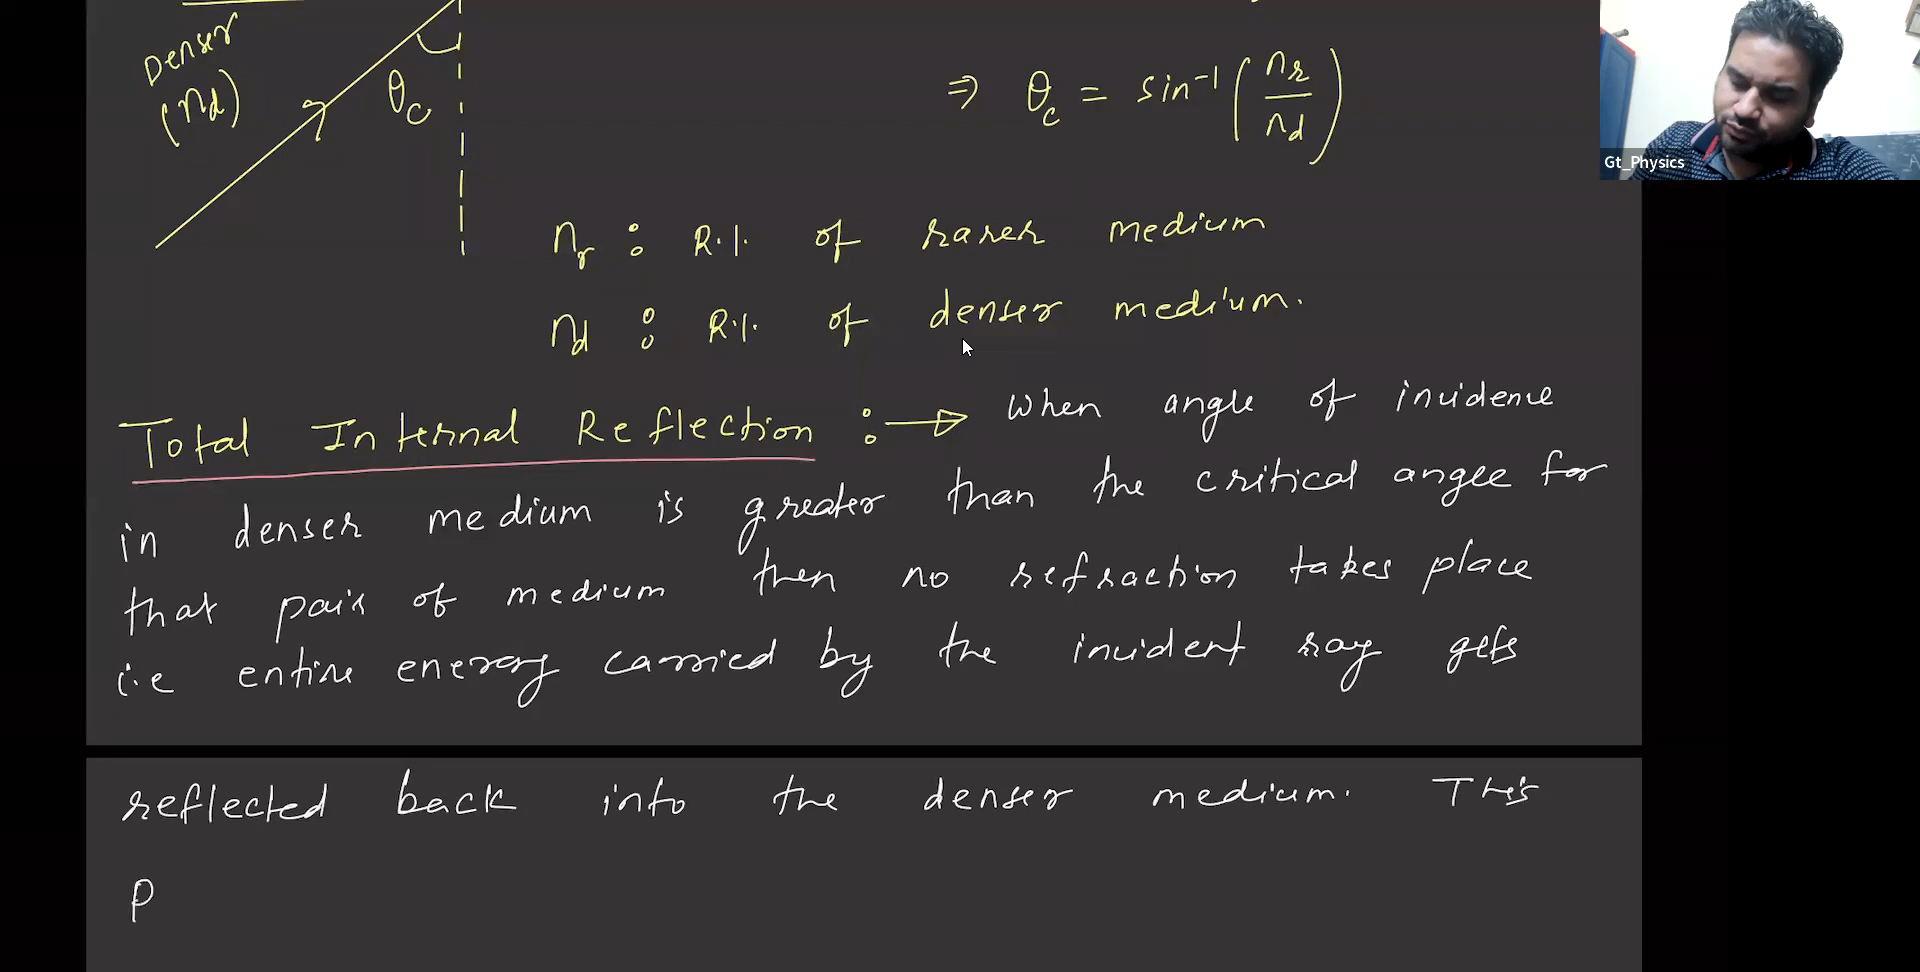 Denser
(nd)
θc
⇒ θc = sin⁻¹ (nr/nd)
Gt_Physics
nr : R.I. of rarer medium
nd : R.I. of denser medium.
Total Internal Reflection :→ When angle of incidence
in denser medium is greater than the critical angle for
that pair of medium then no refraction takes place
i.e entire energy carried by the incident ray gets
reflected back into the denser medium. This
P